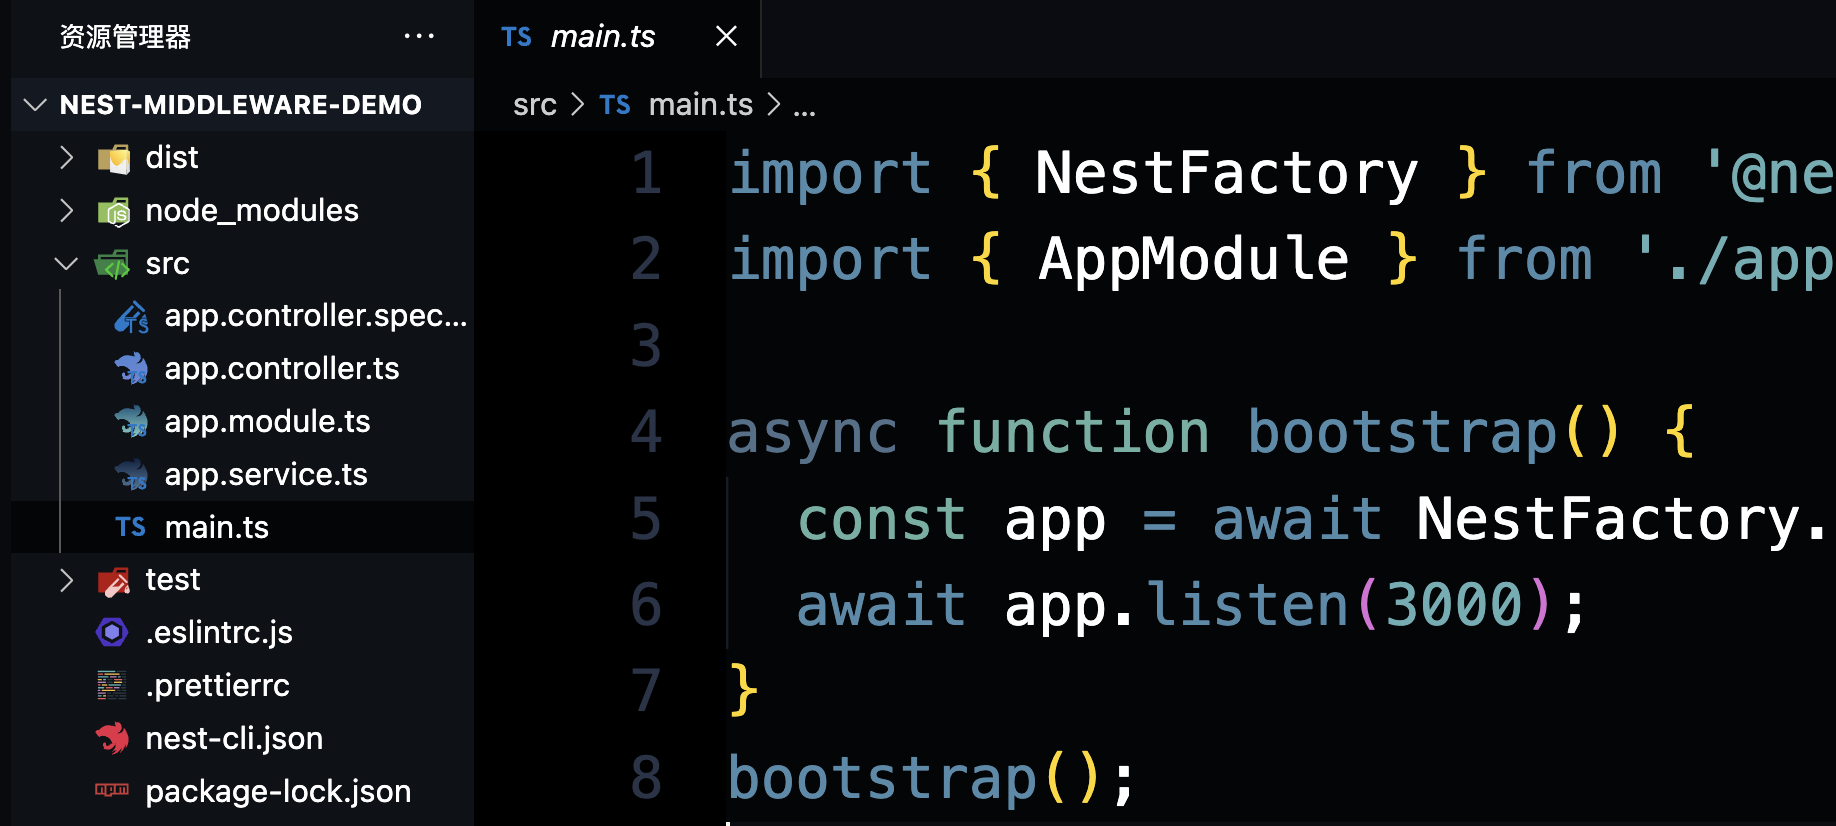 资源管理器 ···
NEST-MIDDLEWARE-DEMO
dist
node_modules
src
app.controller.spec...
app.controller.ts
app.module.ts
app.service.ts
TS main.ts
test
.eslintrc.js
.prettierrc
nest-cli.json
package-lock.json
TS main.ts
src > TS main.ts > ...
1 import { NestFactory } from '@ne
2 import { AppModule } from './app
3
4 async function bootstrap() {
5 const app = await NestFactory.
6 await app.listen(3000);
7 }
8 bootstrap();